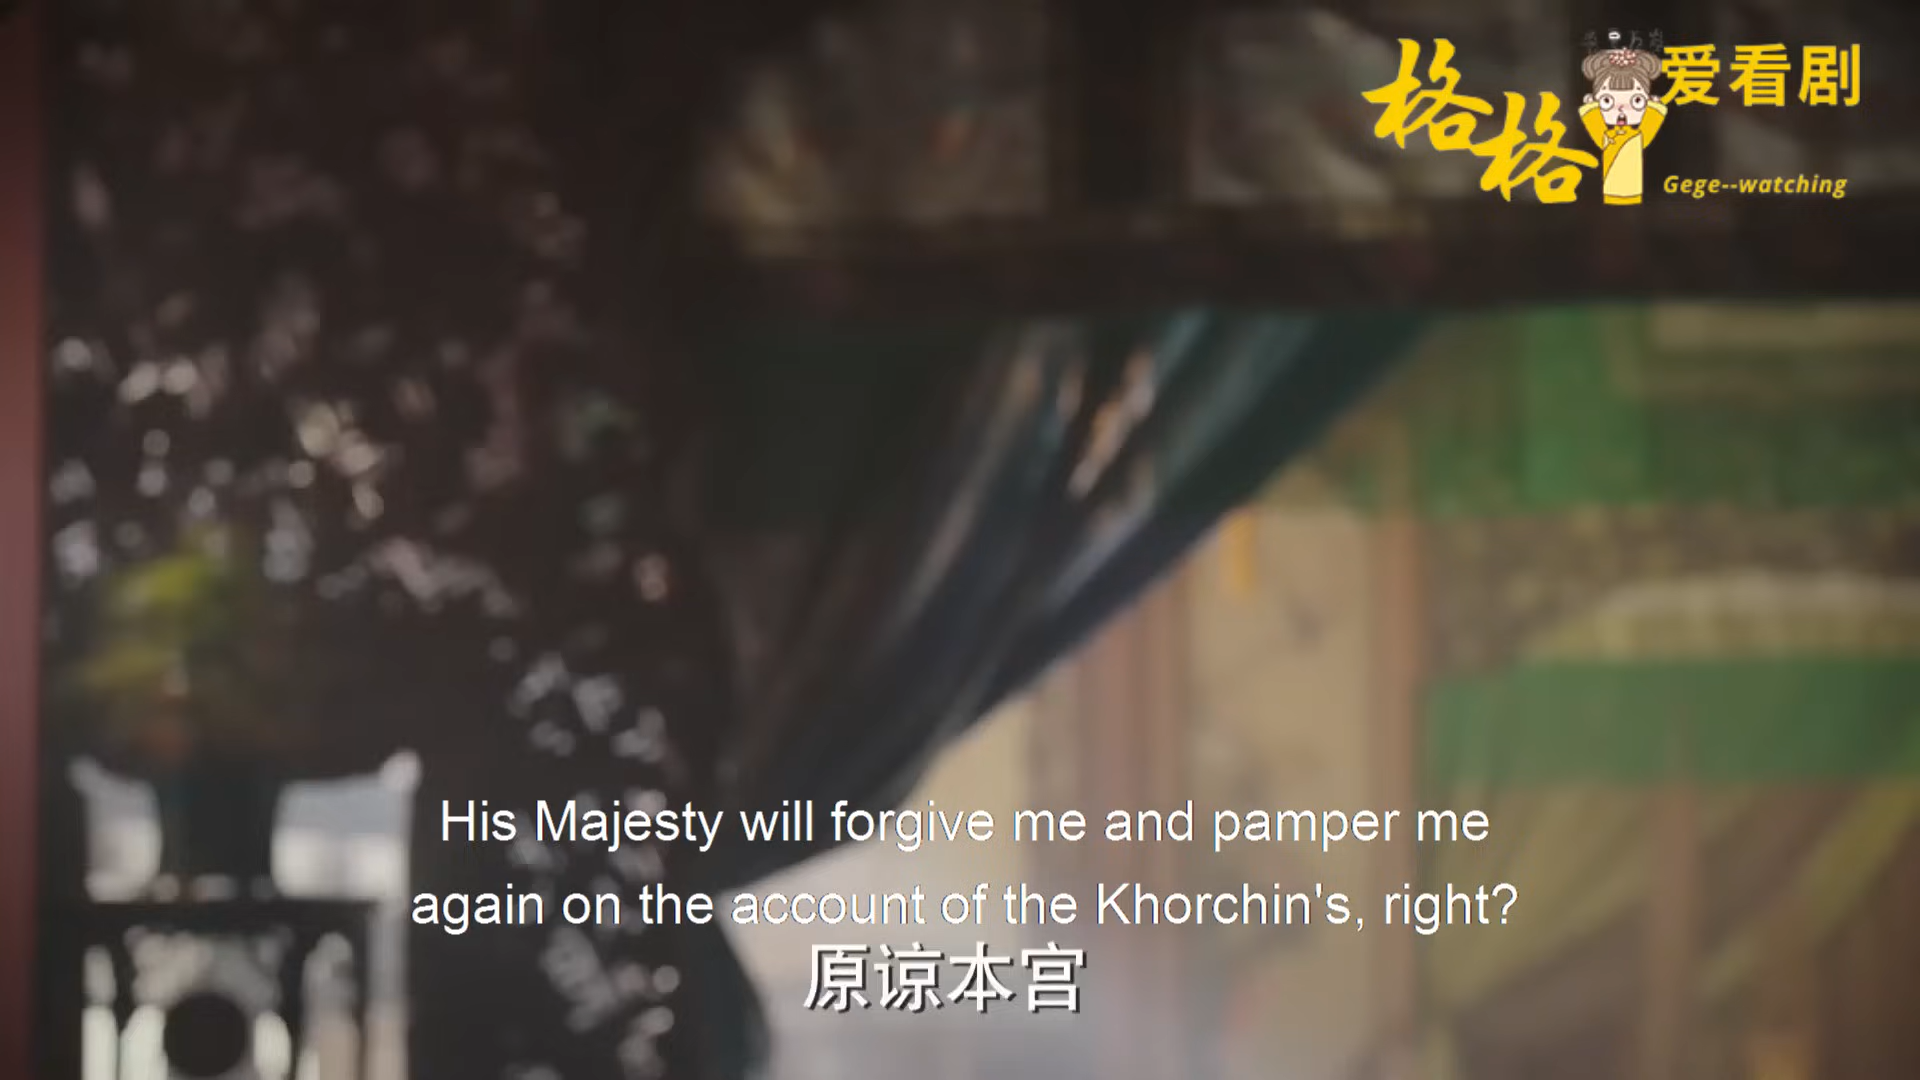 格格
爱看剧
Gege--watching
His Majesty will forgive me and pamper me
again on the account of the Khorchin's, right?
原谅本宫